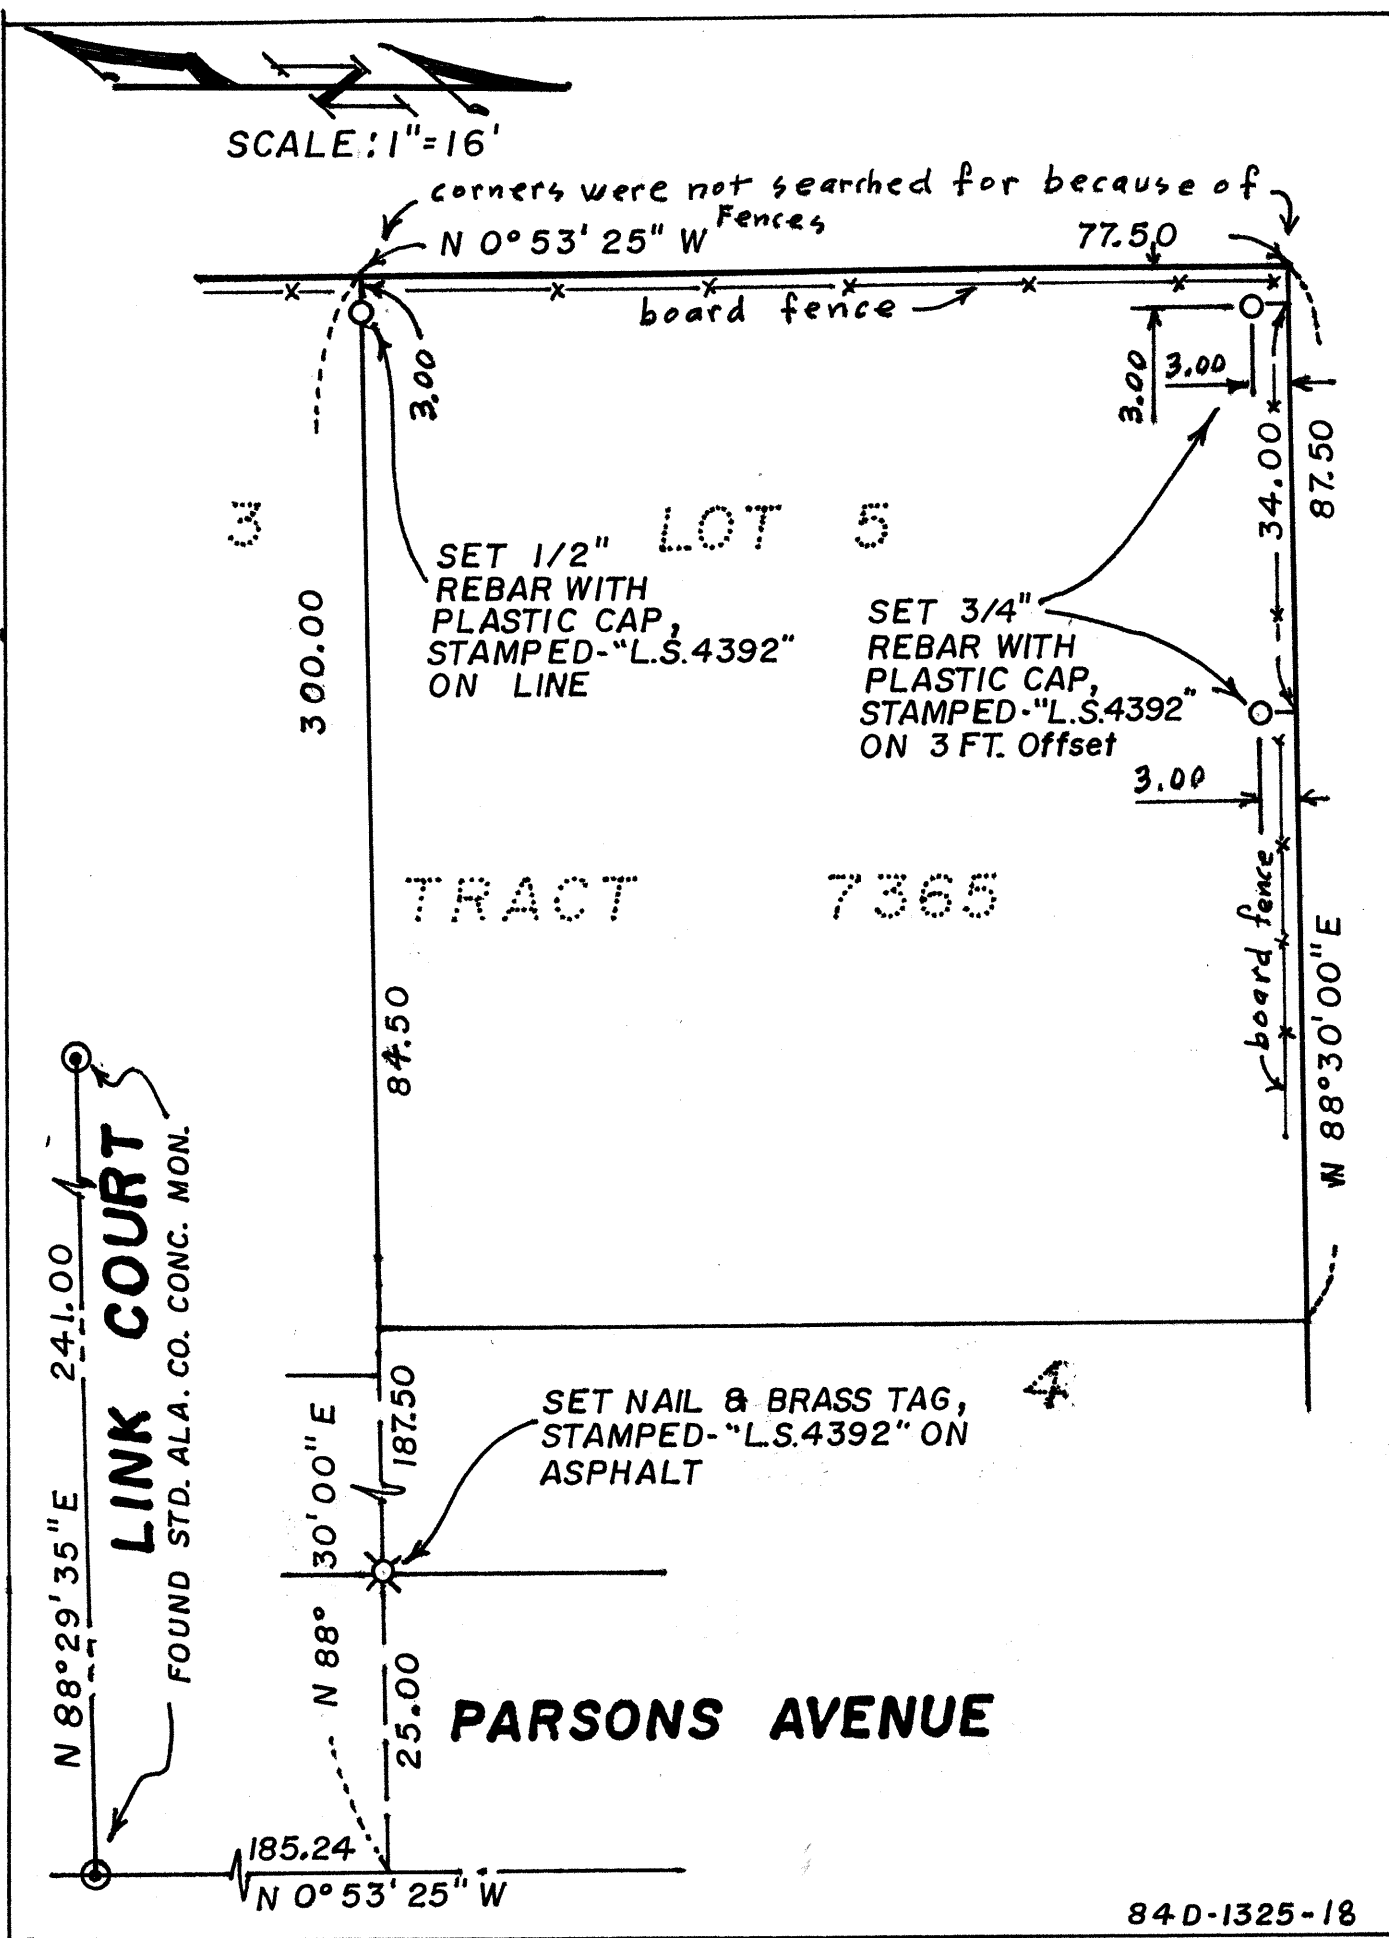 SCALE: 1"=16'
corners were not searched for because of
Fences
N 0° 53' 25" W
77.50
board fence
3.00
3.00
3.00
34.00
87.50
3
LOT 5
SET 1/2"
REBAR WITH
PLASTIC CAP,
STAMPED-"L.S.4392"
ON LINE
300.00
SET 3/4"
REBAR WITH
PLASTIC CAP,
STAMPED-"L.S.4392"
ON 3 FT. Offset
3.00
board fence
N 88° 30' 00" E
TRACT 7365
84.50
LINK COURT
FOUND STD. ALA. CO. CONC. MON.
N 88° 29' 35" E 241.00
187.50
N 88° 30' 00" E
4
SET NAIL & BRASS TAG,
STAMPED-"L.S.4392" ON
ASPHALT
25.00
PARSONS AVENUE
185.24
N 0° 53' 25" W
84D-1325-18